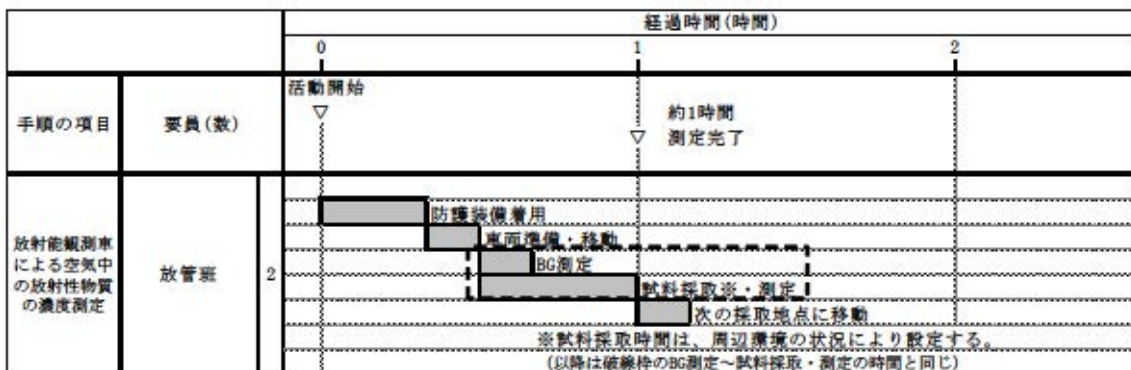 経過時間(時間)
0 1 2
手順の項目 要員(数)
活動開始
▽
約1時間
▽ 測定完了
放射能観測車
による空気中
の放射性物質
の濃度測定
放管班 2
防護装備着用
車両準備・移動
BG測定
試料採取※・測定
次の採取地点に移動
※試料採取時間は、周辺環境の状況により設定する。
(以降は破線枠のBG測定～試料採取・測定の時間と同じ)